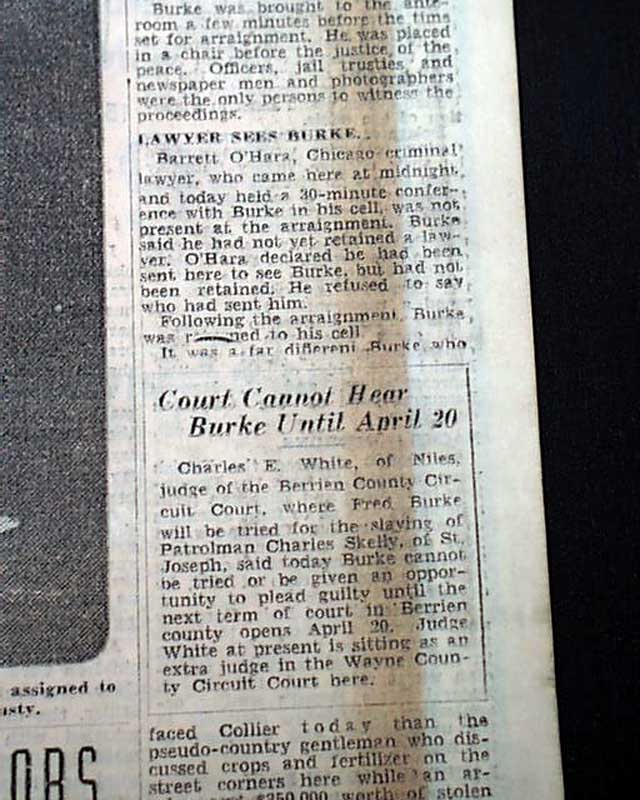 Burke was brought to the ante-
room a few minutes before the time
set for arraignment. He was placed
in a chair before the justice of the
peace. Officers, jail trusties and
newspaper men and photographers
were the only persons to witness the
proceedings.
LAWYER SEES BURKE.
Barrett O'Hara, Chicago criminal
lawyer, who came here at midnight
and today held a 30-minute confer-
ence with Burke in his cell, was not
present at the arraignment. Burke
said he had not yet retained a law-
yer. O'Hara declared he had been
sent here to see Burke, but had not
been retained. He refused to say
who had sent him.
Following the arraignment, Burke
was to his cell
It was a far different Burke who
Court Cannot Hear
Burke Until April 20
Charles E. White, of Niles,
judge of the Berrien County Cir-
cuit Court, where Fred Burke
will be tried for the slaying of
Patrolman Charles Skelly, of St.
Joseph, said today Burke cannot
be tried or be given an oppor-
tunity to plead guilty until the
next term of court in Berrien
county opens April 20. Judge
White at present is sitting as an
extra judge in the Wayne Coun-
ty Circuit Court here.
faced Collier today than the
pseudo-country gentleman who dis-
cussed crops and fertilizer on the
street corners here while an ar-
$350,000 worth of stolen
assigned to
ORS